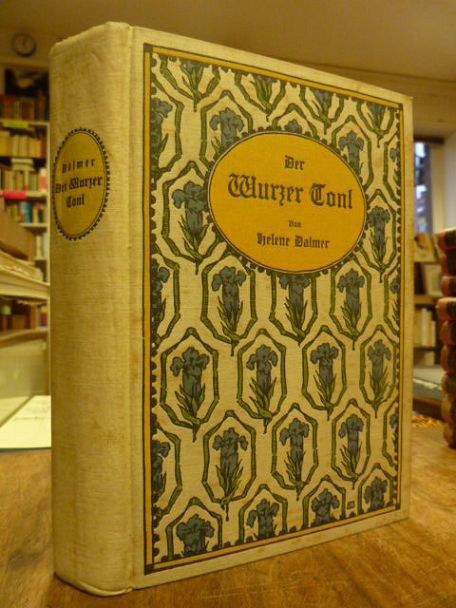 Dalmer
Der Wurzer
Tonl
Der
Wurzer Tonl
Von
Helene Dalmer